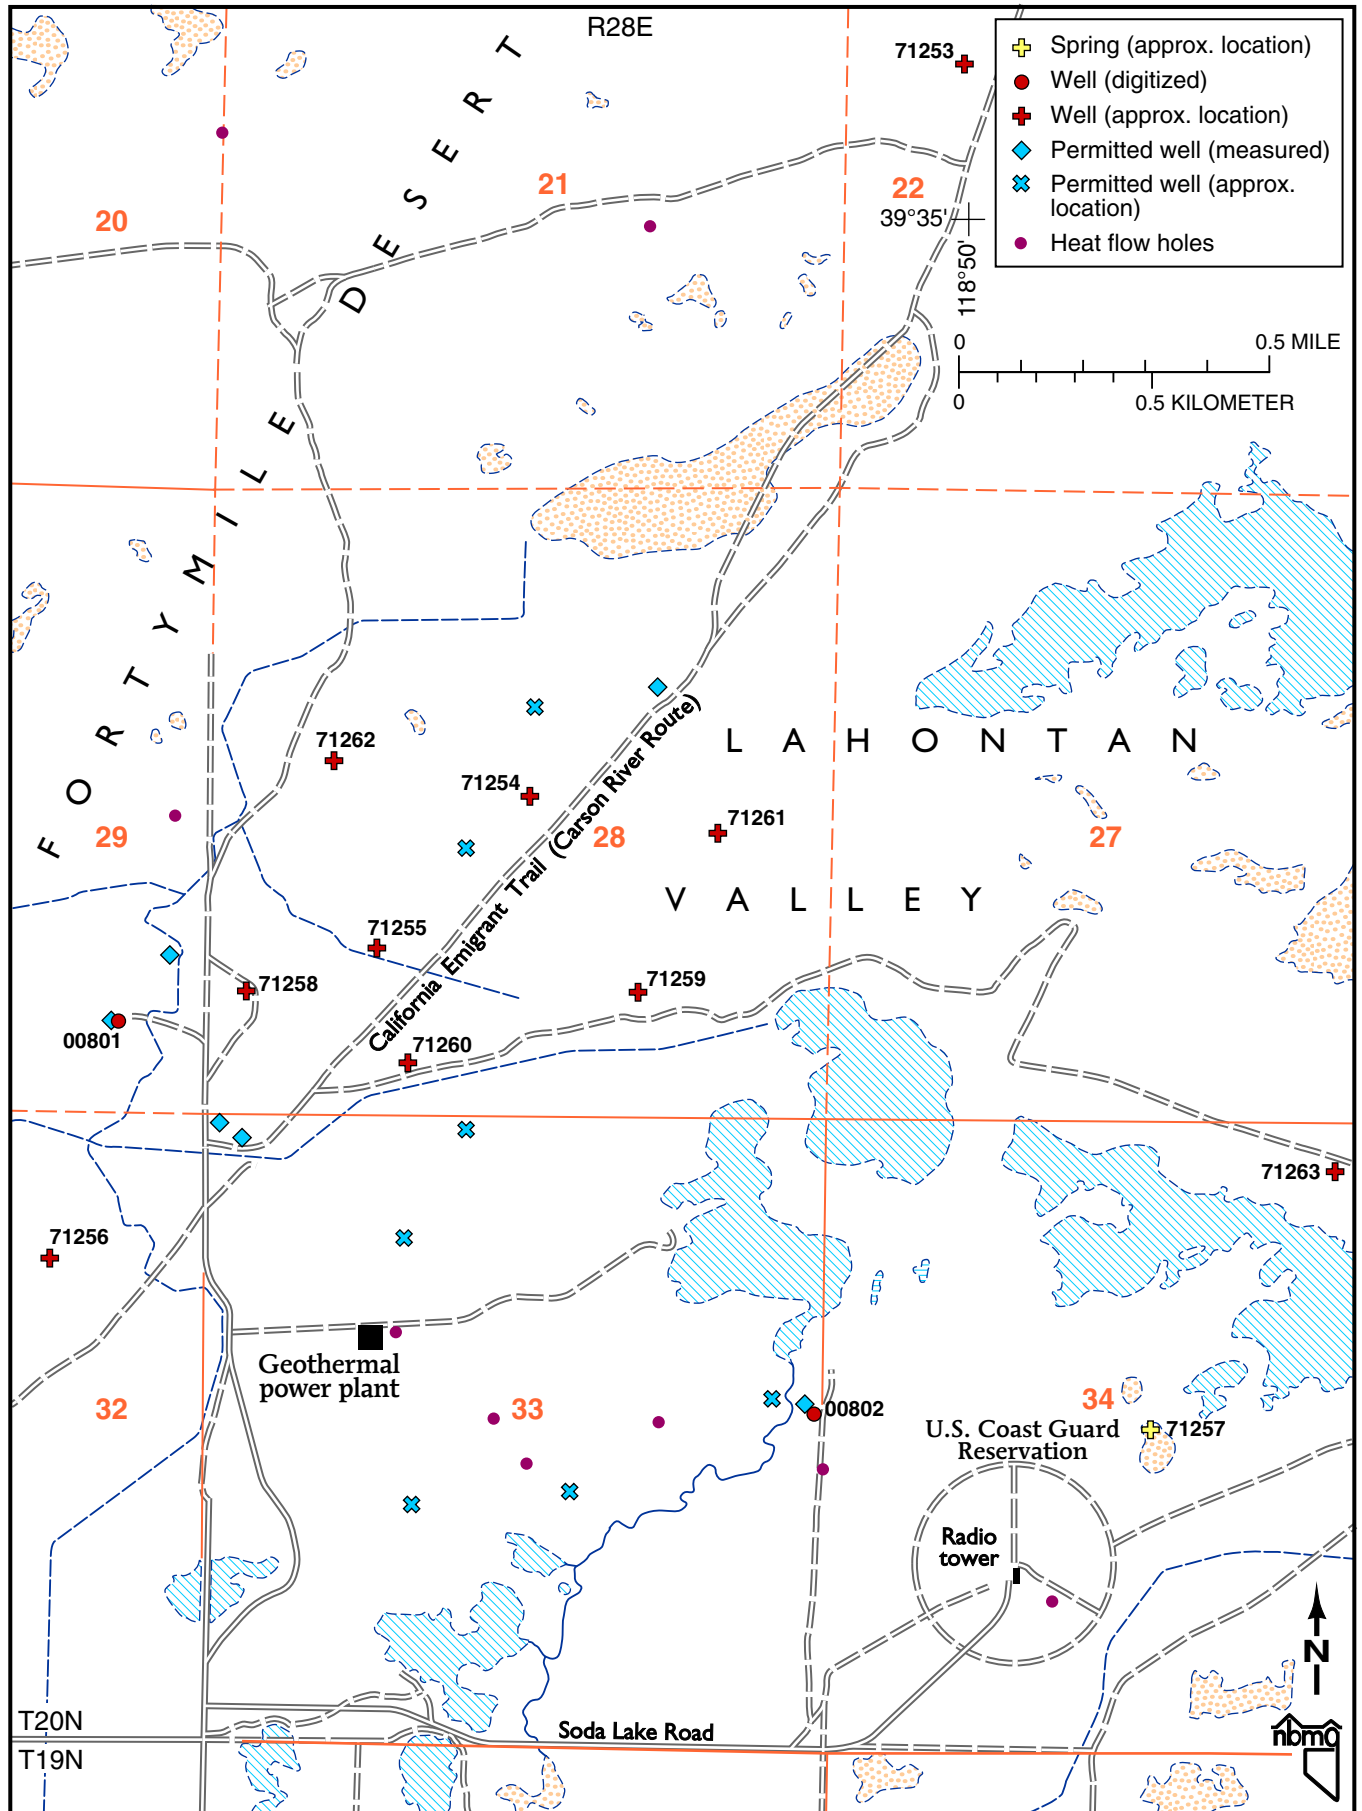 R28E
71253
Spring (approx. location)
Well (digitized)
Well (approx. location)
Permitted well (measured)
Permitted well (approx.
location)
Heat flow holes
20
21
22
39°35'
118°50'
0
0.5 MILE
0
0.5 KILOMETER
FORTYMILE DESERT
71262
71254
California Emigrant Trail (Carson River Route)
LAHONTAN
VALLEY
29
28
27
71261
71255
71258
71259
00801
71260
71263
71256
Geothermal
power plant
32
33
34
00802
71257
U.S. Coast Guard
Reservation
Radio
tower
N
T20N
T19N
Soda Lake Road
nbmg